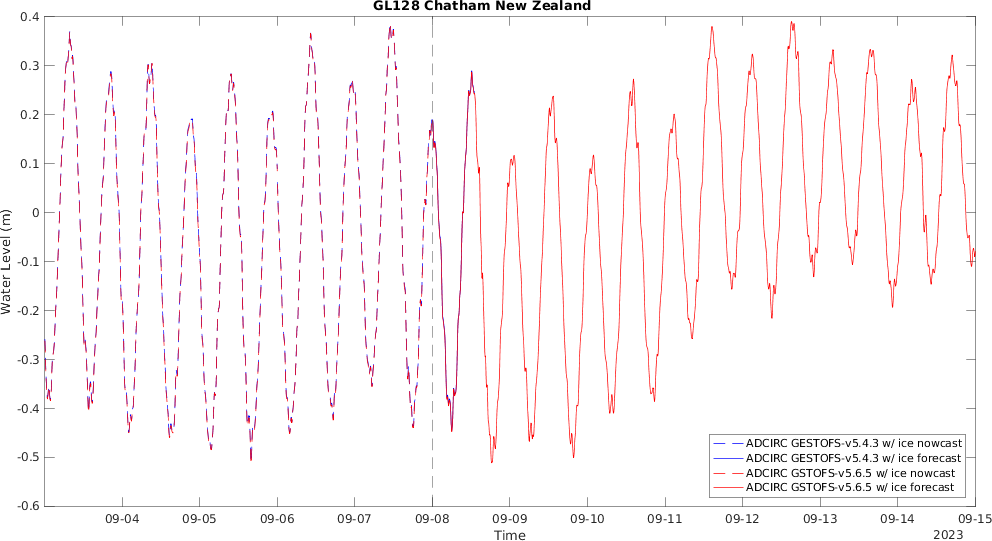 GL128 Chatham New Zealand
Water Level (m)
0.4
0.3
0.2
0.1
0
-0.1
-0.2
-0.3
-0.4
-0.5
-0.6
ADCIRC GESTOFS-v5.4.3 w/ ice nowcast
ADCIRC GESTOFS-v5.4.3 w/ ice forecast
ADCIRC GSTOFS-v5.6.5 w/ ice nowcast
ADCIRC GSTOFS-v5.6.5 w/ ice forecast
09-04 09-05 09-06 09-07 09-08 09-09 09-10 09-11 09-12 09-13 09-14 09-15
Time
2023